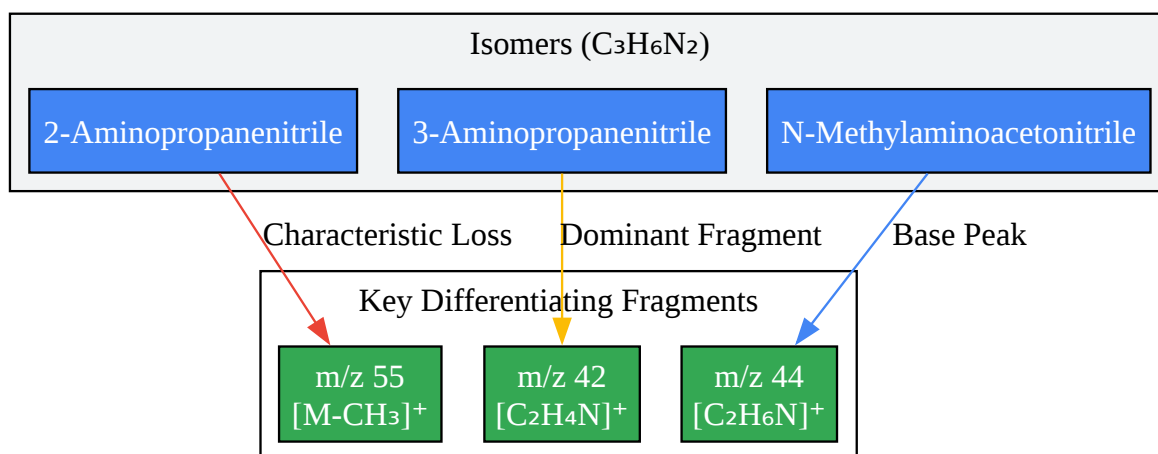 Isomers (C₃H₆N₂)
2-Aminopropanenitrile
3-Aminopropanenitrile
N-Methylaminoacetonitrile
Characteristic Loss
Dominant Fragment
Base Peak
Key Differentiating Fragments
m/z 55
[M-CH₃]⁺
m/z 42
[C₂H₄N]⁺
m/z 44
[C₂H₆N]⁺